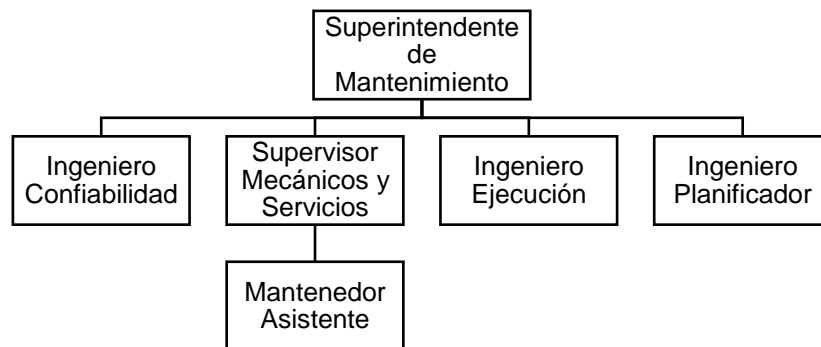 Superintendente
de
Mantenimiento
Ingeniero
Confiabilidad
Supervisor
Mecánicos y
Servicios
Ingeniero
Ejecución
Ingeniero
Planificador
Mantenedor
Asistente